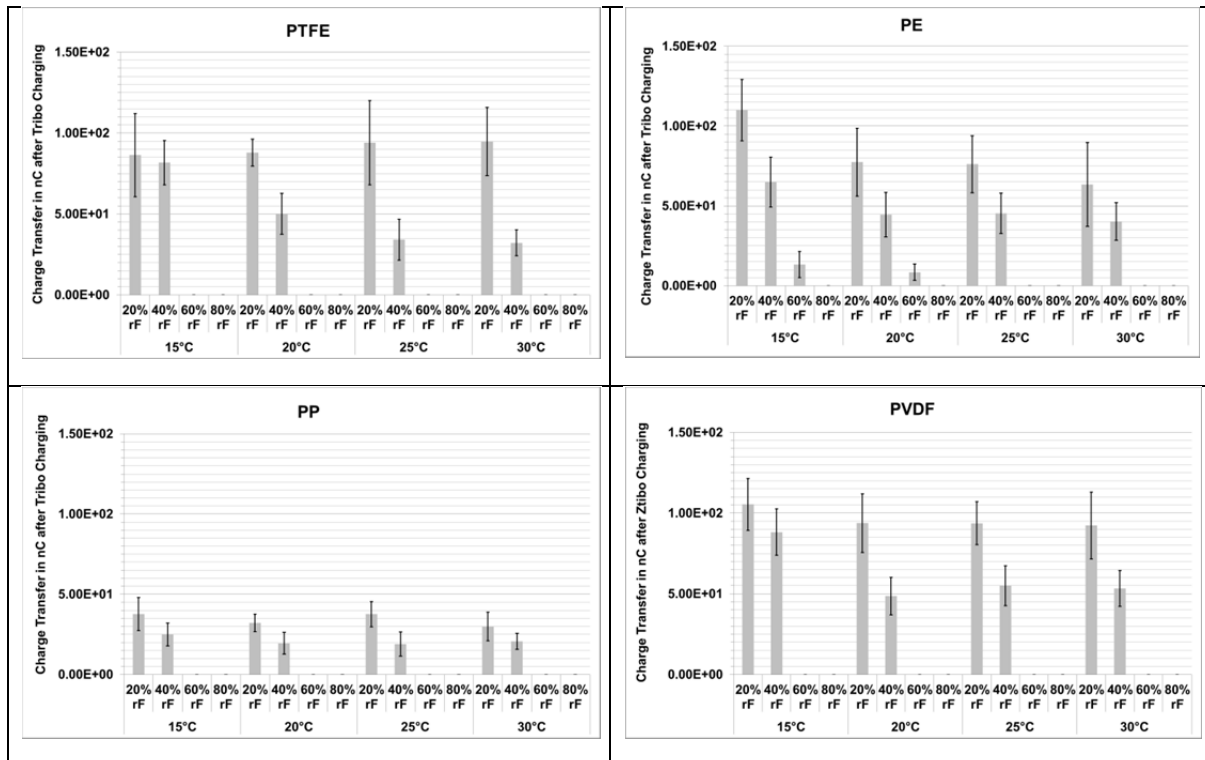 PTFE
Charge Transfer in nC after Tribo Charging
1.50E+02
1.00E+02
5.00E+01
0.00E+00
20% 40% 60% 80% 20% 40% 60% 80% 20% 40% 60% 80% 20% 40% 60% 80%
rF rF rF rF rF rF rF rF rF rF rF rF rF rF rF rF
15°C 20°C 25°C 30°C
PE
Charge Transfer in nC after Tribo Charging
1.50E+02
1.00E+02
5.00E+01
0.00E+00
20% 40% 60% 80% 20% 40% 60% 80% 20% 40% 60% 80% 20% 40% 60% 80%
rF rF rF rF rF rF rF rF rF rF rF rF rF rF rF rF
15°C 20°C 25°C 30°C
PP
Charge Transfer in nC after Tribo Charging
1.50E+02
1.00E+02
5.00E+01
0.00E+00
20% 40% 60% 80% 20% 40% 60% 80% 20% 40% 60% 80% 20% 40% 60% 80%
rF rF rF rF rF rF rF rF rF rF rF rF rF rF rF rF
15°C 20°C 25°C 30°C
PVDF
Charge Transfer in nC after Ztibo Charging
1.50E+02
1.00E+02
5.00E+01
0.00E+00
20% 40% 60% 80% 20% 40% 60% 80% 20% 40% 60% 80% 20% 40% 60% 80%
rF rF rF rF rF rF rF rF rF rF rF rF rF rF rF rF
15°C 20°C 25°C 30°C